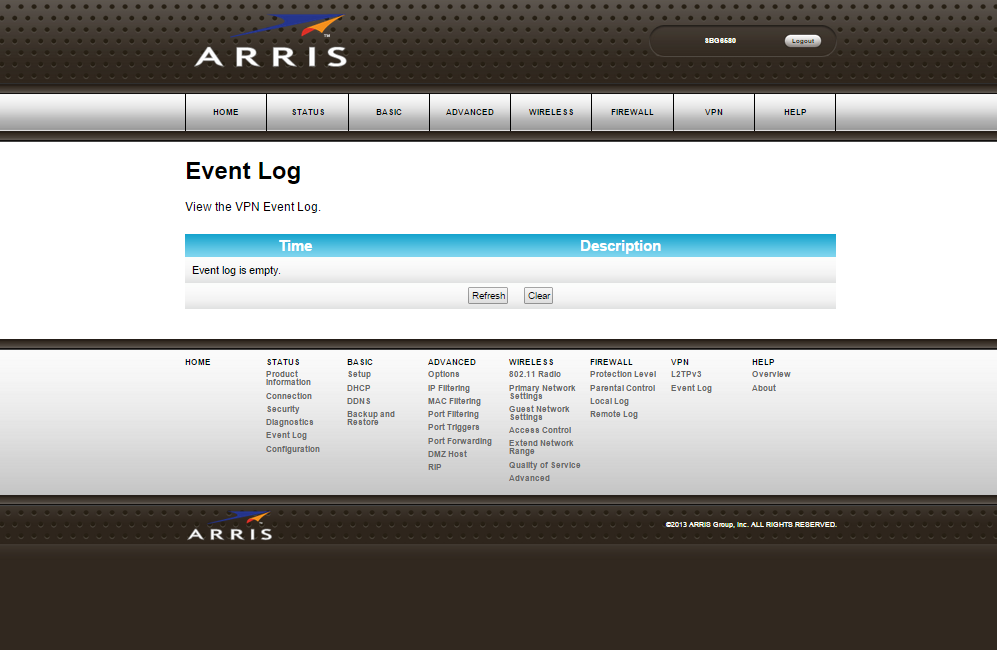 ARRIS™
SBG6580 Logout
HOME STATUS BASIC ADVANCED WIRELESS FIREWALL VPN HELP
Event Log
View the VPN Event Log.
Time Description
Event log is empty.
Refresh Clear
HOME
STATUS
Product
Information
Connection
Security
Diagnostics
Event Log
Configuration
BASIC
Setup
DHCP
DDNS
Backup and
Restore
ADVANCED
Options
IP Filtering
MAC Filtering
Port Filtering
Port Triggers
Port Forwarding
DMZ Host
RIP
WIRELESS
802.11 Radio
Primary Network
Settings
Guest Network
Settings
Access Control
Extend Network
Range
Quality of Service
Advanced
FIREWALL
Protection Level
Parental Control
Local Log
Remote Log
VPN
L2TPv3
Event Log
HELP
Overview
About
ARRIS
©2013 ARRIS Group, Inc. ALL RIGHTS RESERVED.